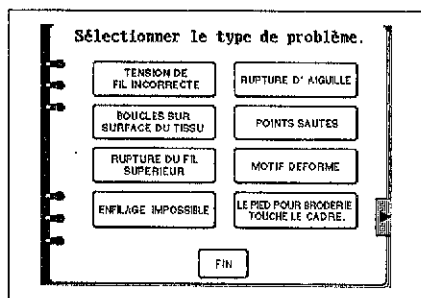 Sélectionner le type de problème.
TENSION DE
FIL INCORRECTE
RUPTURE D' AIGUILLE
BOUCLES SUR
SURFACE DU TISSU
POINTS SAUTES
RUPTURE DU FIL
SUPERIEUR
MOTIF DEFORME
ENFILAGE IMPOSSIBLE
LE PIED POUR BRODERIE
TOUCHE LE CADRE.
FIN